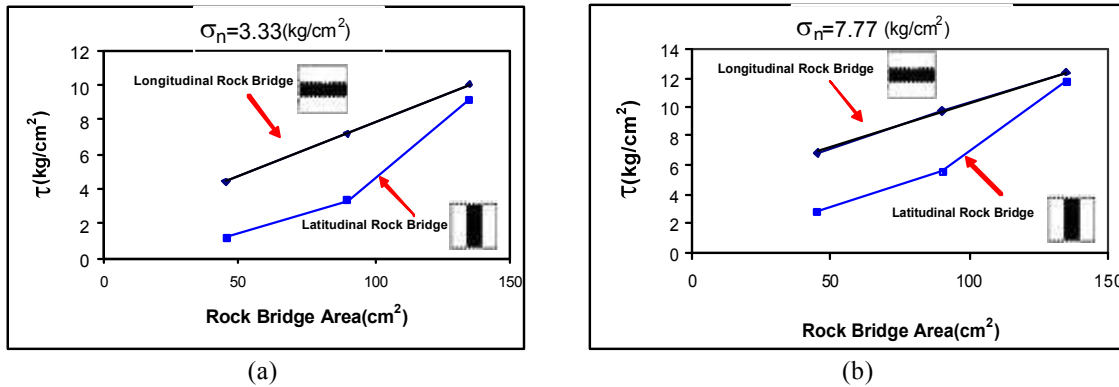 σn=3.33(kg/cm²)
12
10
8
6
4
2
0
τ(kg/cm²)
Longitudinal Rock Bridge
Latitudinal Rock Bridge
0 50 100 150
Rock Bridge Area(cm²)
(a)
σn=7.77 (kg/cm²)
14
12
10
8
6
4
2
0
τ(kg/cm²)
Longitudinal Rock Bridge
Latitudinal Rock Bridge
0 50 100 150
Rock Bridge Area(cm²)
(b)